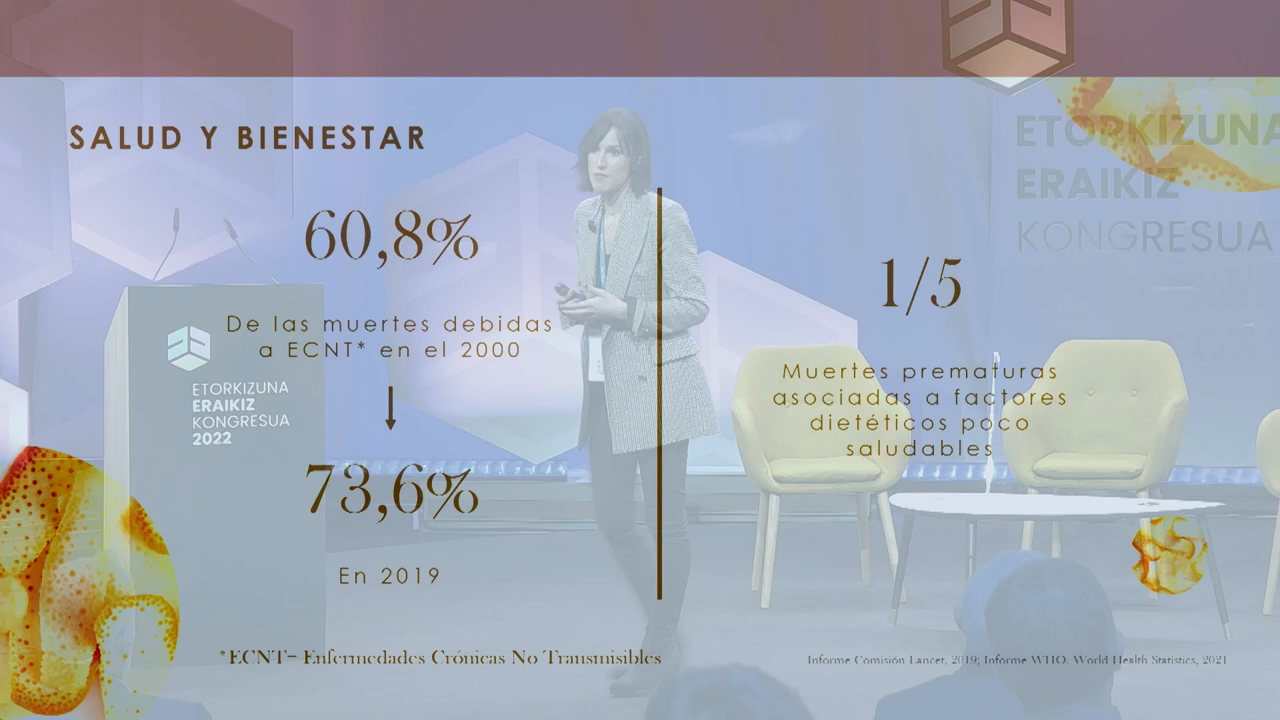 SALUD Y BIENESTAR
60,8%
De las muertes debidas
a ECNT* en el 2000
73,6%
En 2019
*ECNT= Enfermedades Crónicas No Transmisibles
1/5
Muertes prematuras
asociadas a factores
dietéticos poco
saludables
Informe Comisión Lancet, 2019; Informe WHO. World Health Statistics, 2021
ETORKIZUNA
ERAIKIZ
KONGRESUA
2022
ETORKIZUNA
ERAIKIZ
KONGRESUA